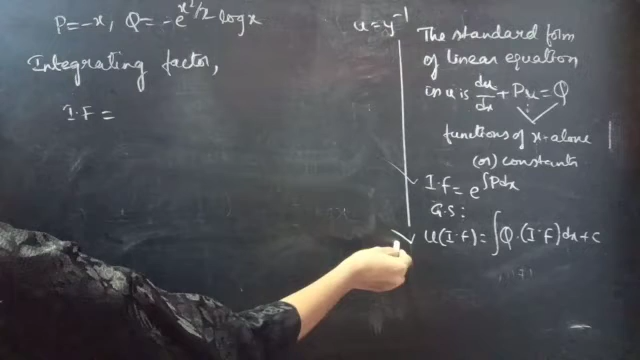 P=-x, Q=-e^{x²/2} logx
Integrating factor,
I.F =
u=y⁻¹
The standard form
of linear equation
in u is du/dx + Pu = Q
functions of x-alone
(or) constants
I.f = e^{∫Pdx}
G.S:
u(I.f) = ∫Q.(I.f)dx+c